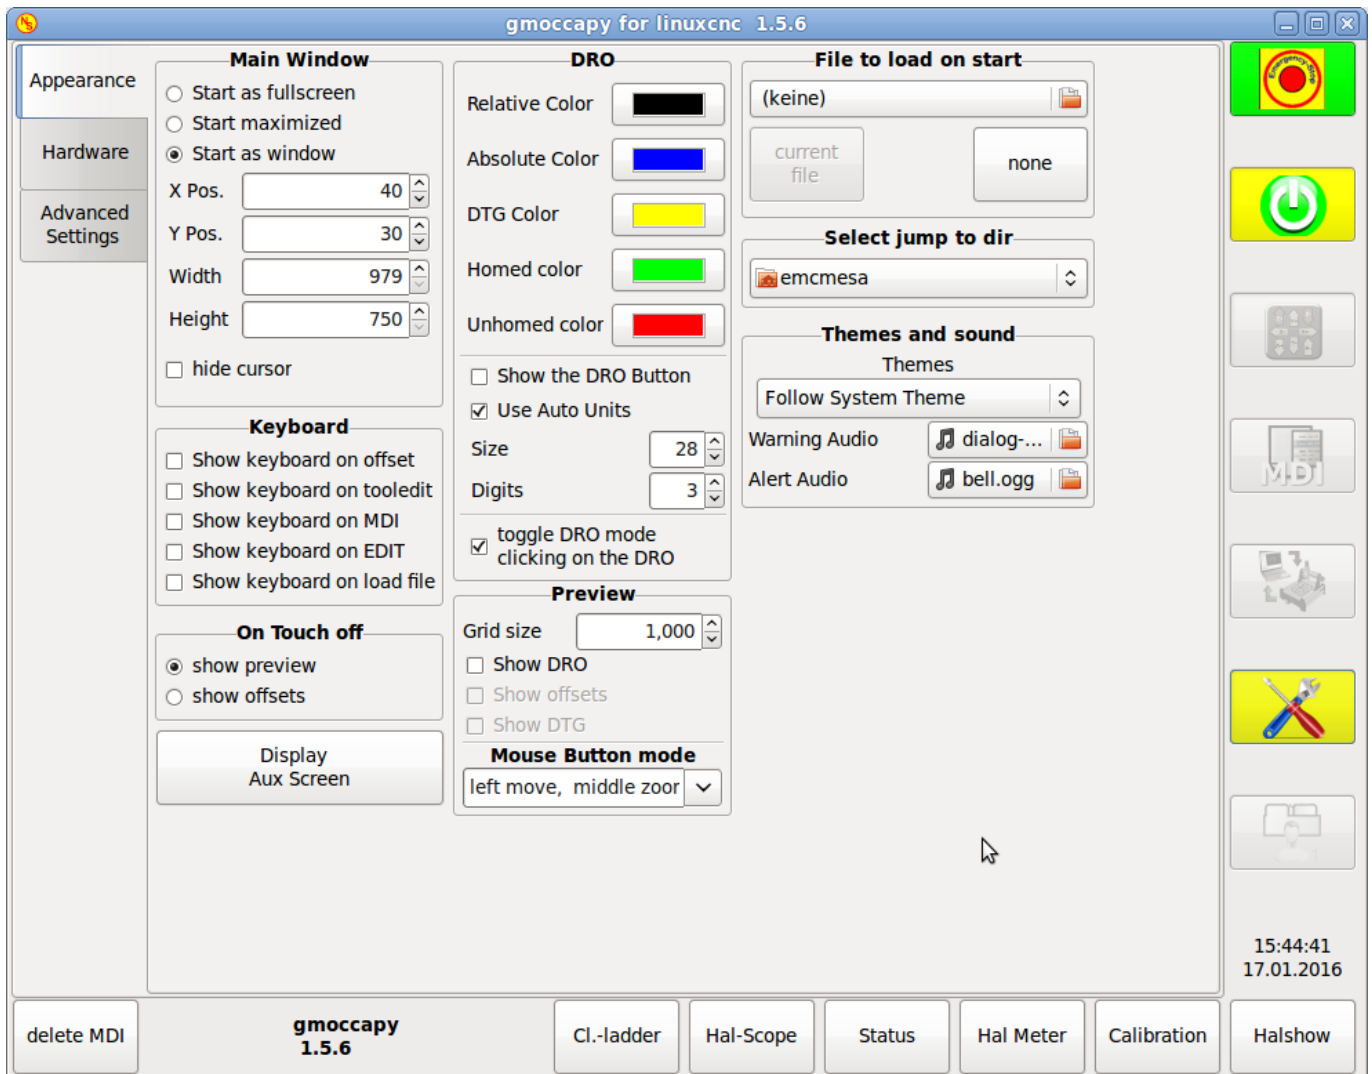 gmoccapy for linuxcnc 1.5.6
Appearance
Hardware
Advanced
Settings
Main Window
Start as fullscreen
Start maximized
Start as window
X Pos.
40
Y Pos.
30
Width
979
Height
750
hide cursor
Keyboard
Show keyboard on offset
Show keyboard on tooledit
Show keyboard on MDI
Show keyboard on EDIT
Show keyboard on load file
On Touch off
show preview
show offsets
Display
Aux Screen
DRO
Relative Color
Absolute Color
DTG Color
Homed color
Unhomed color
Show the DRO Button
Use Auto Units
Size
28
Digits
3
toggle DRO mode
clicking on the DRO
Preview
Grid size
1,000
Show DRO
Show offsets
Show DTG
Mouse Button mode
left move, middle zoor
File to load on start
(keine)
current
file
none
Select jump to dir
emcmesa
Themes and sound
Themes
Follow System Theme
Warning Audio
dialog-...
Alert Audio
bell.ogg
Emergency-Stop
MDI
15:44:41
17.01.2016
delete MDI
gmoccapy
1.5.6
Cl.-ladder
Hal-Scope
Status
Hal Meter
Calibration
Halshow